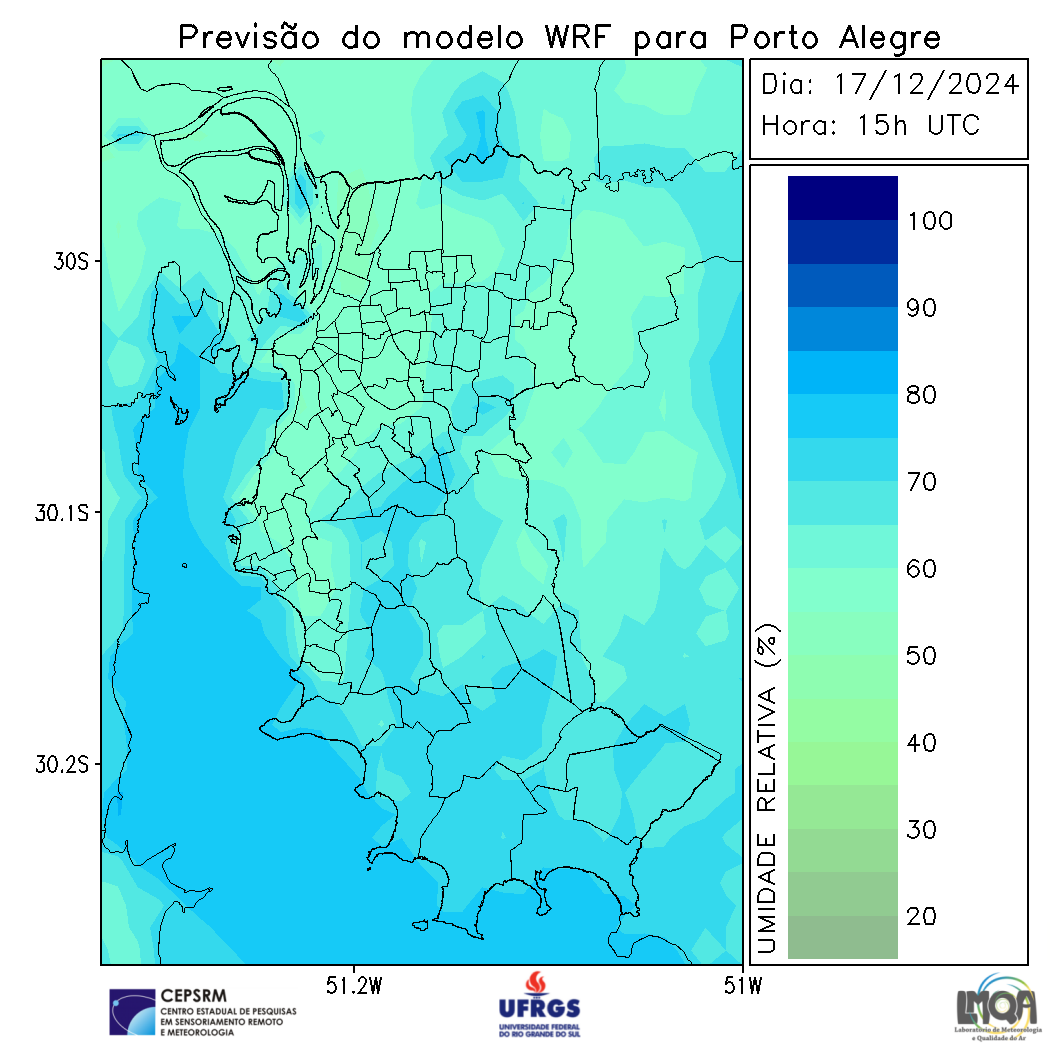 Previsão do modelo WRF para Porto Alegre
Dia: 17/12/2024
Hora: 15h UTC
30S
30.1S
30.2S
51.2W
51W
100
90
80
70
60
50
40
30
20
UMIDADE RELATIVA (%)
CEPSRM
CENTRO ESTADUAL DE PESQUISAS
EM SENSORIAMENTO REMOTO
E METEOROLOGIA
UFRGS
UNIVERSIDADE FEDERAL
DO RIO GRANDE DO SUL
LMQA
Laboratório de Meteorologia
e Qualidade do Ar